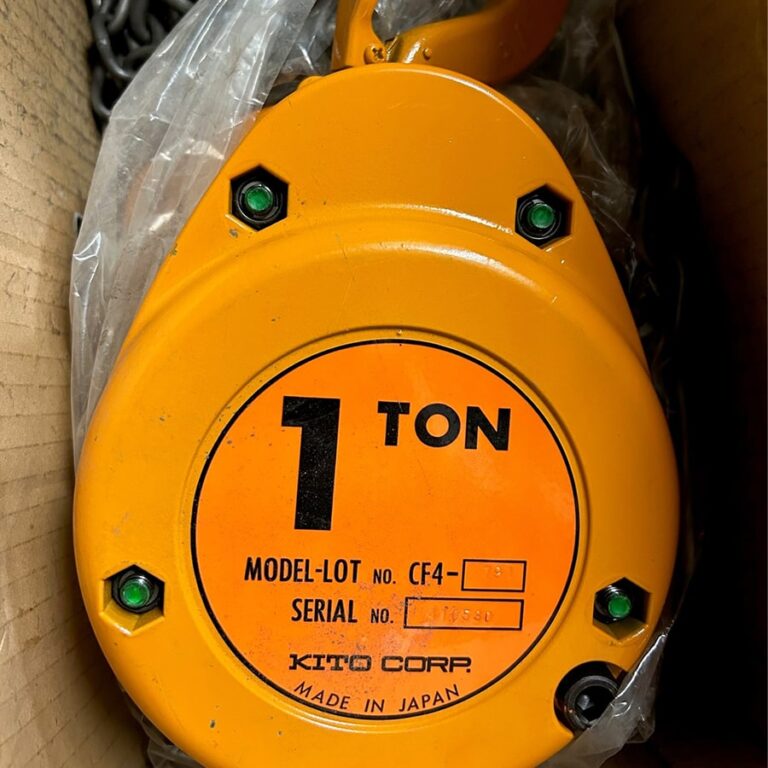 1 TON
MODEL-LOT NO. CF4-
SERIAL NO.
KITO CORP.
MADE IN JAPAN